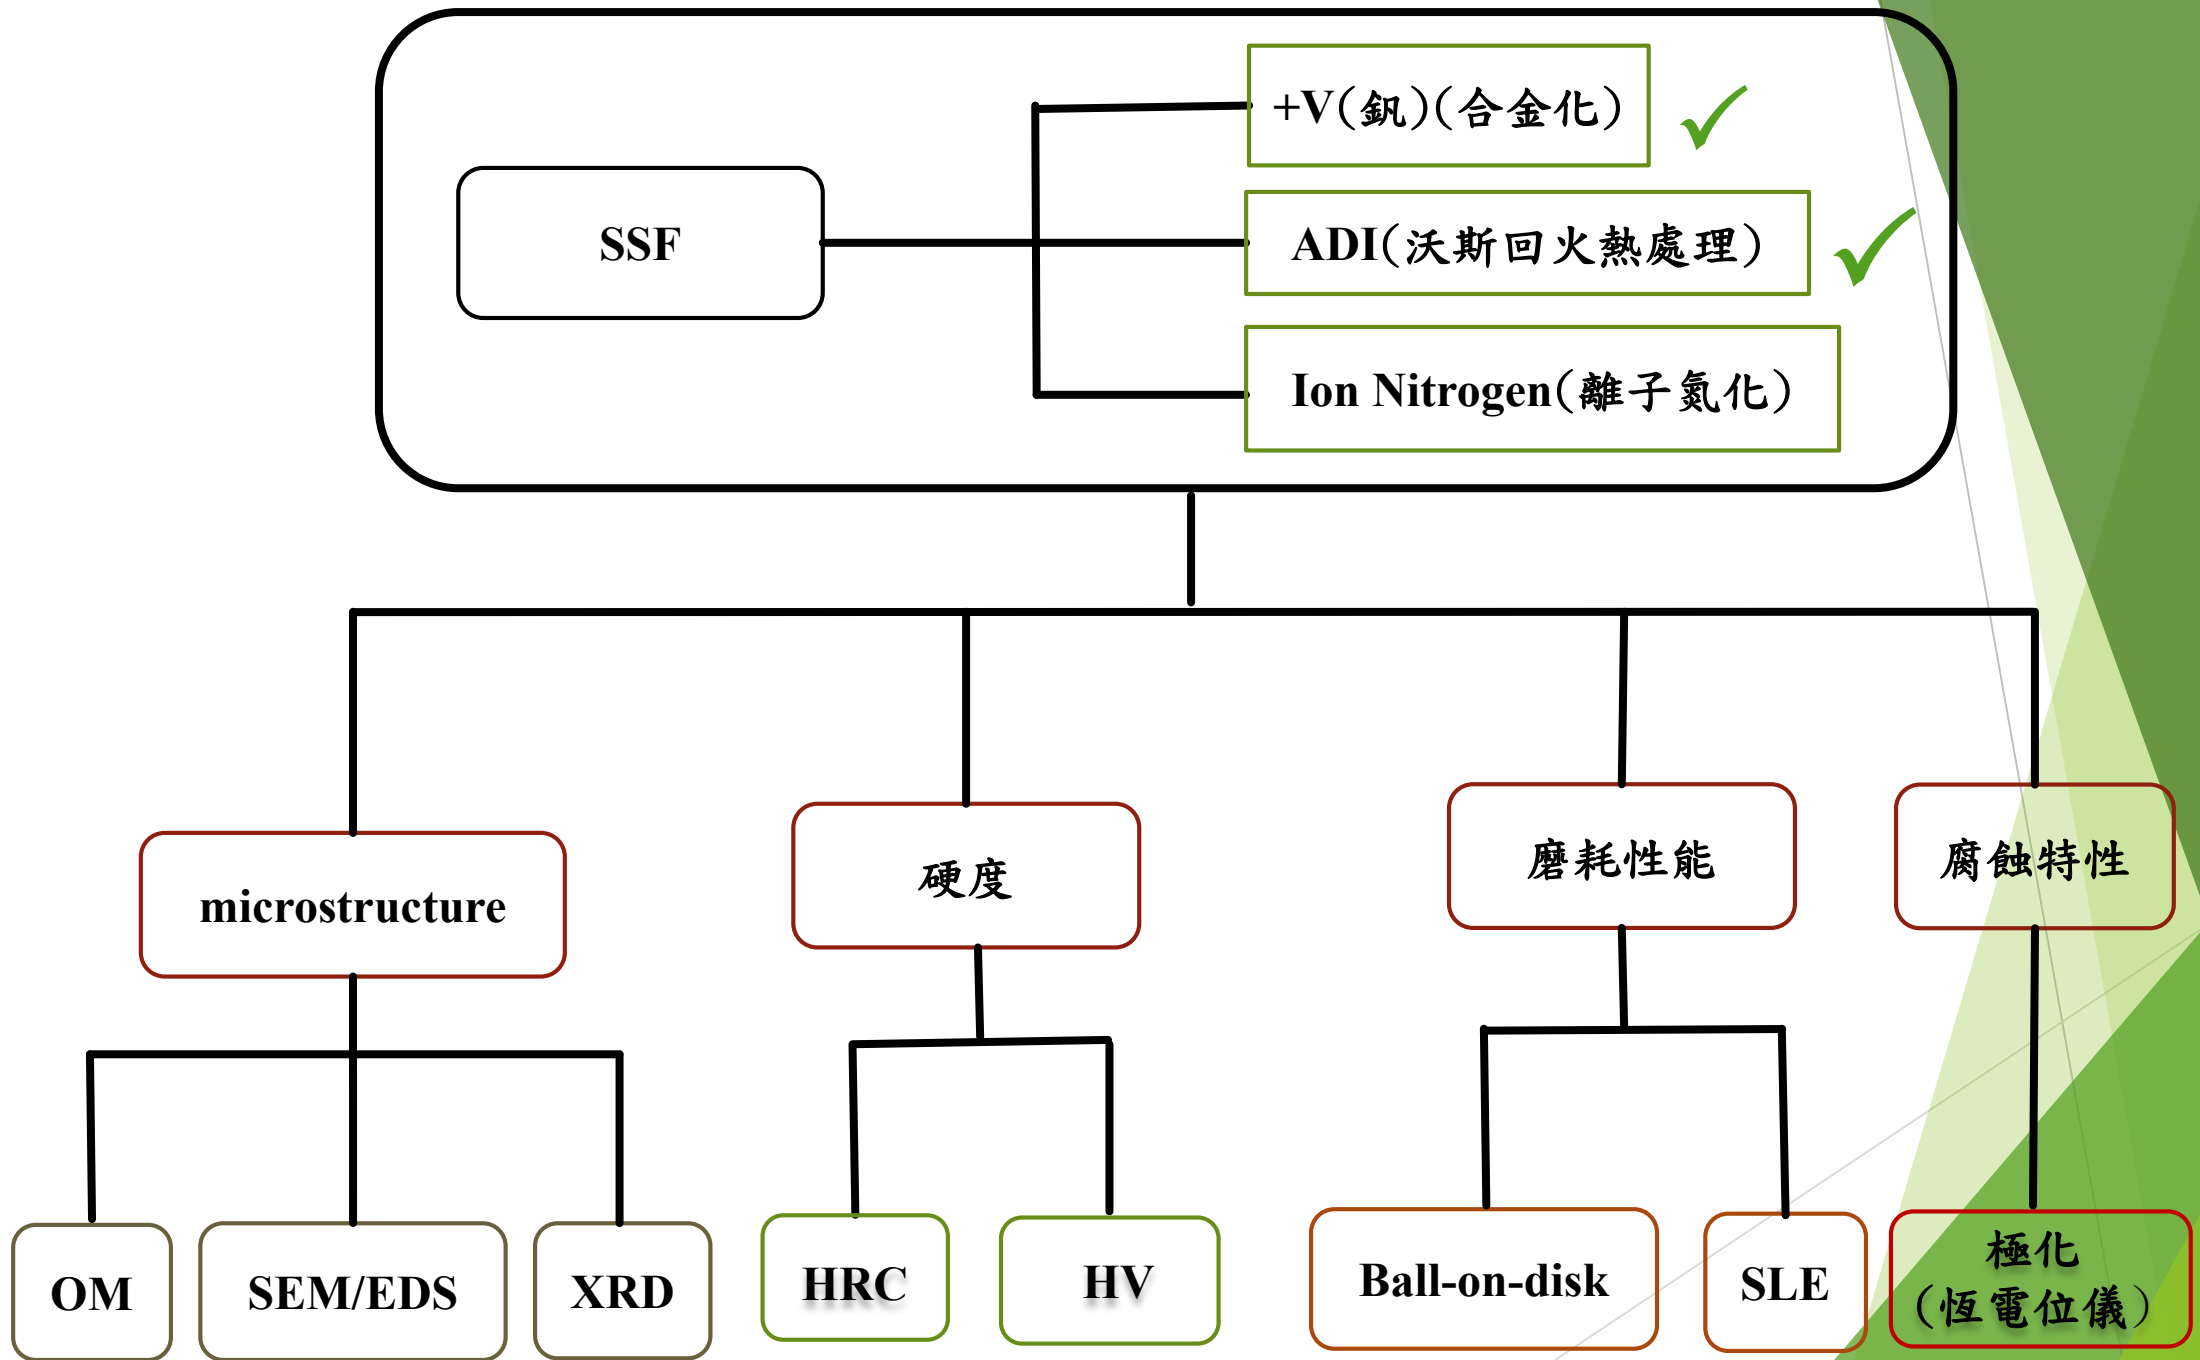 +V(釩)(合金化)
SSF
ADI(沃斯回火熱處理)
Ion Nitrogen(離子氮化)
microstructure
硬度
磨耗性能
腐蝕特性
OM
SEM/EDS
XRD
HRC
HV
Ball-on-disk
SLE
極化
(恆電位儀)